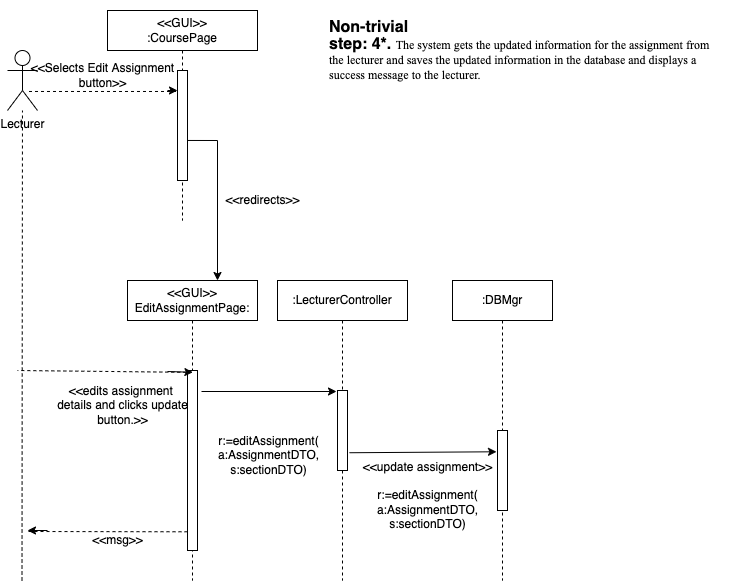 <<GUI>>
:CoursePage
Non-trivial
step: 4*. The system gets the updated information for the assignment from
the lecturer and saves the updated information in the database and displays a
success message to the lecturer.
<<Selects Edit Assignment
button>>
Lecturer
<<redirects>>
<<GUI>>
EditAssignmentPage:
:LecturerController
:DBMgr
<<edits assignment
details and clicks update
button.>>
r:=editAssignment(
a:AssignmentDTO,
s:sectionDTO)
<<update assignment>>
r:=editAssignment(
a:AssignmentDTO,
s:sectionDTO)
<<msg>>